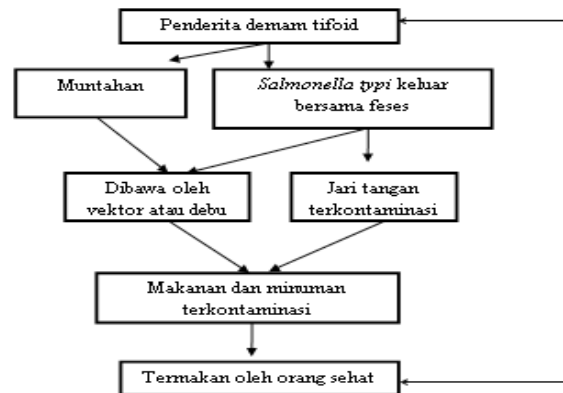 Penderita demam tifoid
Muntahan
Salmonella typi keluar
bersama feses
Dibawa oleh
vektor atau debu
Jari tangan
terkontaminasi
Makanan dan minuman
terkontaminasi
Termakan oleh orang sehat